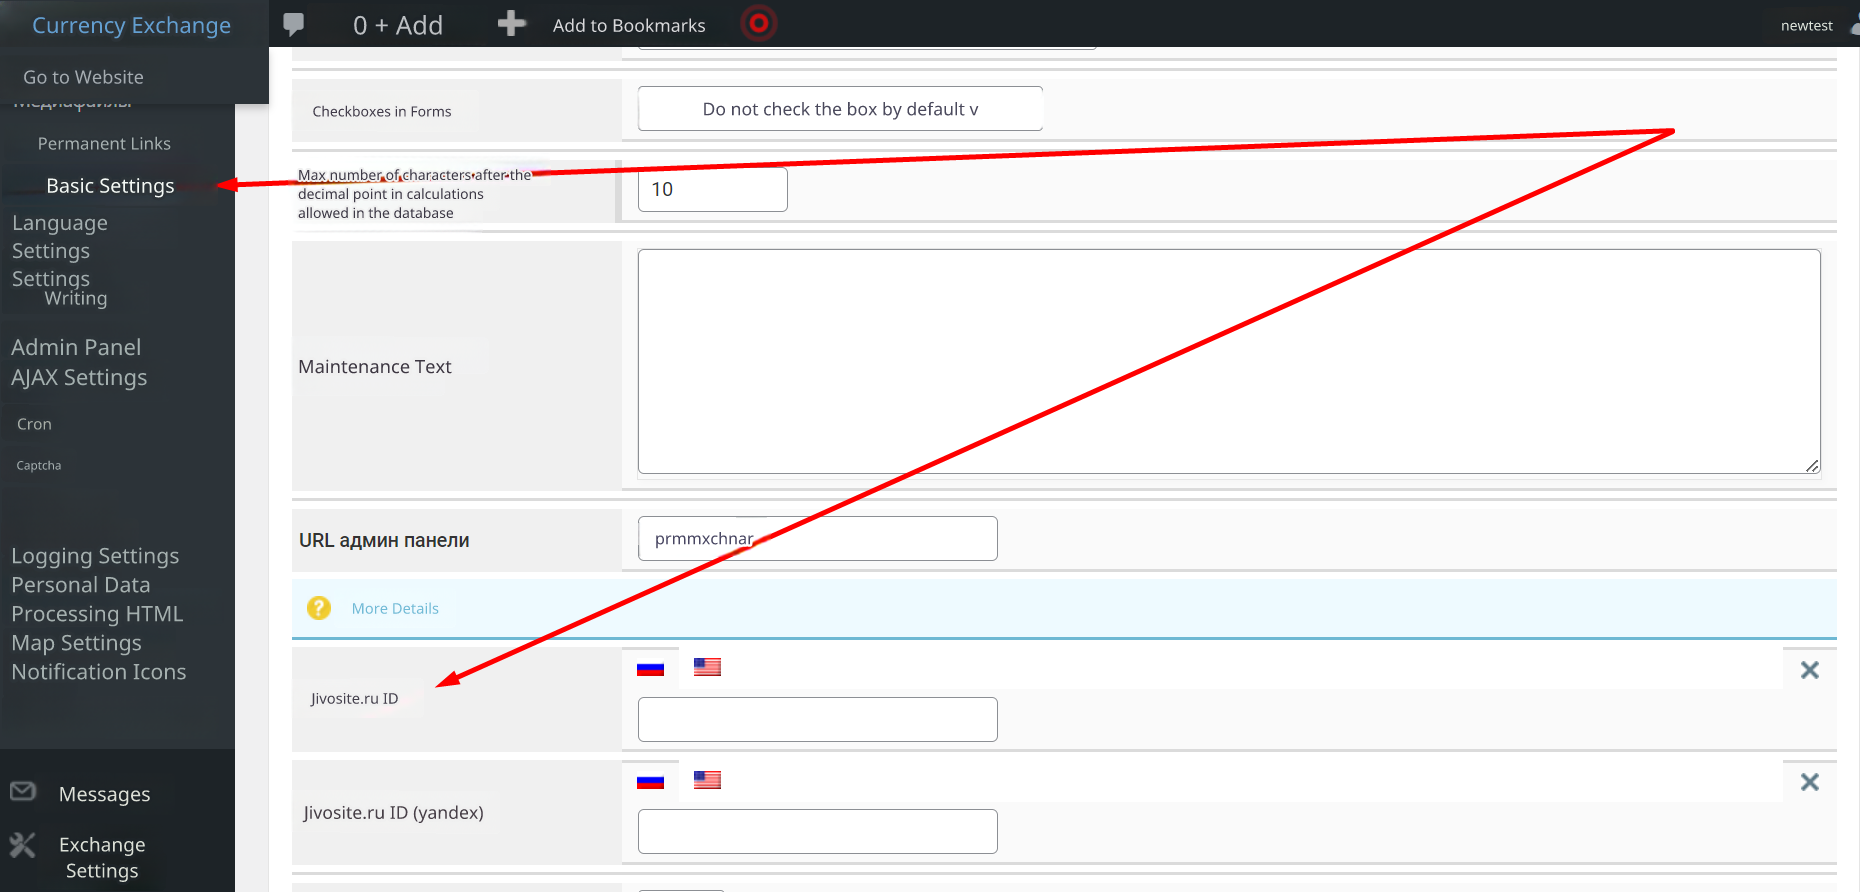 Currency Exchange
0 + Add
Add to Bookmarks
newtest
Go to Website
Медиафайлы
Permanent Links
Basic Settings
Language
Settings
Settings
Writing
Admin Panel
AJAX Settings
Cron
Captcha
Logging Settings
Personal Data
Processing HTML
Map Settings
Notification Icons
Messages
Exchange
Settings
Checkboxes in Forms
Do not check the box by default v
Max number of characters after the
decimal point in calculations
allowed in the database
10
Maintenance Text
URL админ панели
prmmxchnar
? More Details
Jivosite.ru ID
Jivosite.ru ID (yandex)